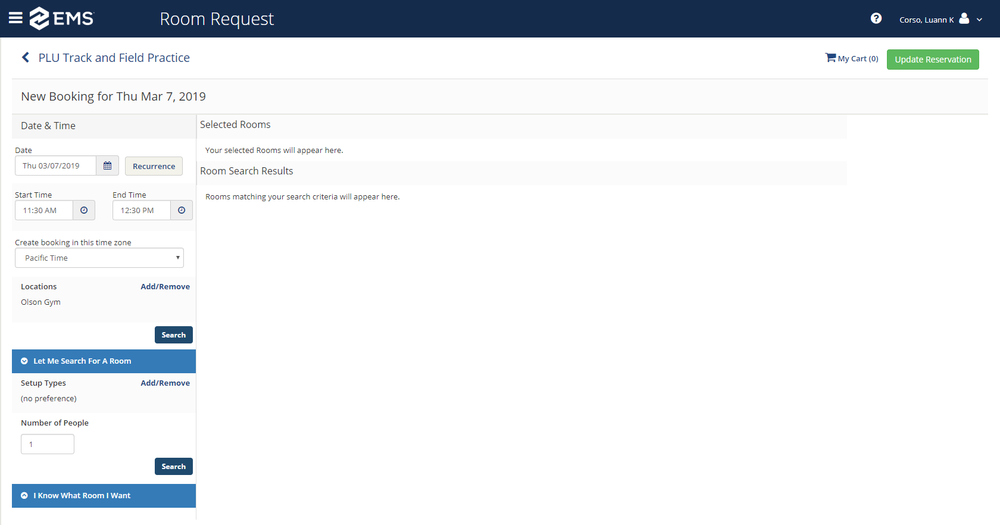 EMS
Room Request
Corso, Luann K
PLU Track and Field Practice
My Cart (0)
Update Reservation
New Booking for Thu Mar 7, 2019
Date & Time
Date
Thu 03/07/2019
Recurrence
Start Time
End Time
11:30 AM
12:30 PM
Create booking in this time zone
Pacific Time
Locations
Add/Remove
Olson Gym
Search
Let Me Search For A Room
Setup Types
Add/Remove
(no preference)
Number of People
1
Search
I Know What Room I Want
Selected Rooms
Your selected Rooms will appear here.
Room Search Results
Rooms matching your search criteria will appear here.